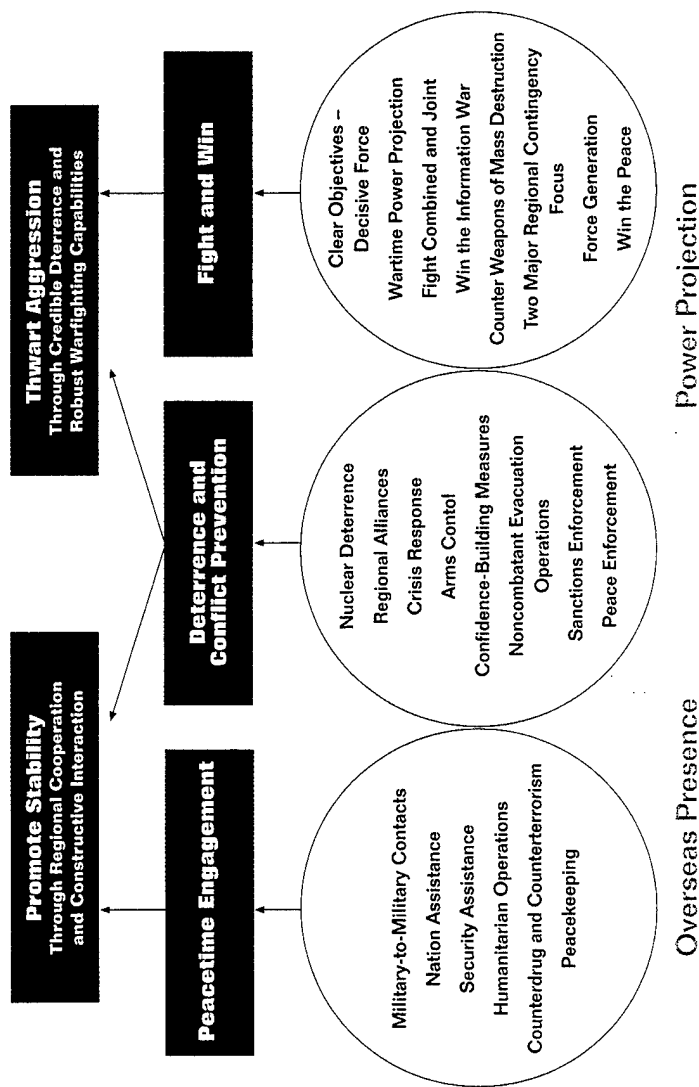 Promote Stability
Through Regional Cooperation
and Constructive Interaction
Thwart Aggression
Through Credible Dterrence and
Robust Warfighting Capabilities
Peacetime Engagement
Deterrence and
Conflict Prevention
Fight and Win
Military-to-Military Contacts
Nation Assistance
Security Assistance
Humanitarian Operations
Counterdrug and Counterterrorism
Peacekeeping
Nuclear Deterrence
Regional Alliances
Crisis Response
Arms Contol
Confidence-Building Measures
Noncombatant Evacuation
Operations
Sanctions Enforcement
Peace Enforcement
Clear Objectives –
Decisive Force
Wartime Power Projection
Fight Combined and Joint
Win the Information War
Counter Weapons of Mass Destruction
Two Major Regional Contingency
Focus
Force Generation
Win the Peace
Overseas Presence
Power Projection